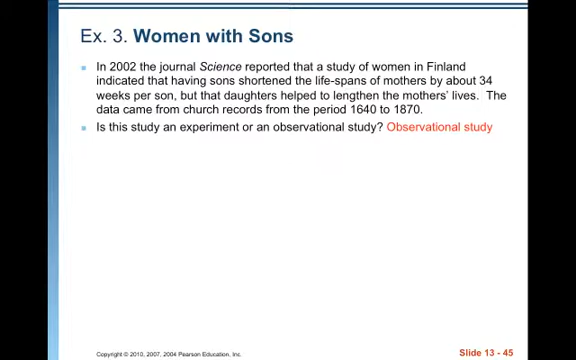 Ex. 3. Women with Sons
In 2002 the journal Science reported that a study of women in Finland
indicated that having sons shortened the life-spans of mothers by about 34
weeks per son, but that daughters helped to lengthen the mothers' lives. The
data came from church records from the period 1640 to 1870.
Is this study an experiment or an observational study? Observational study
Copyright © 2010, 2007, 2004 Pearson Education, Inc.
Slide 13 - 45